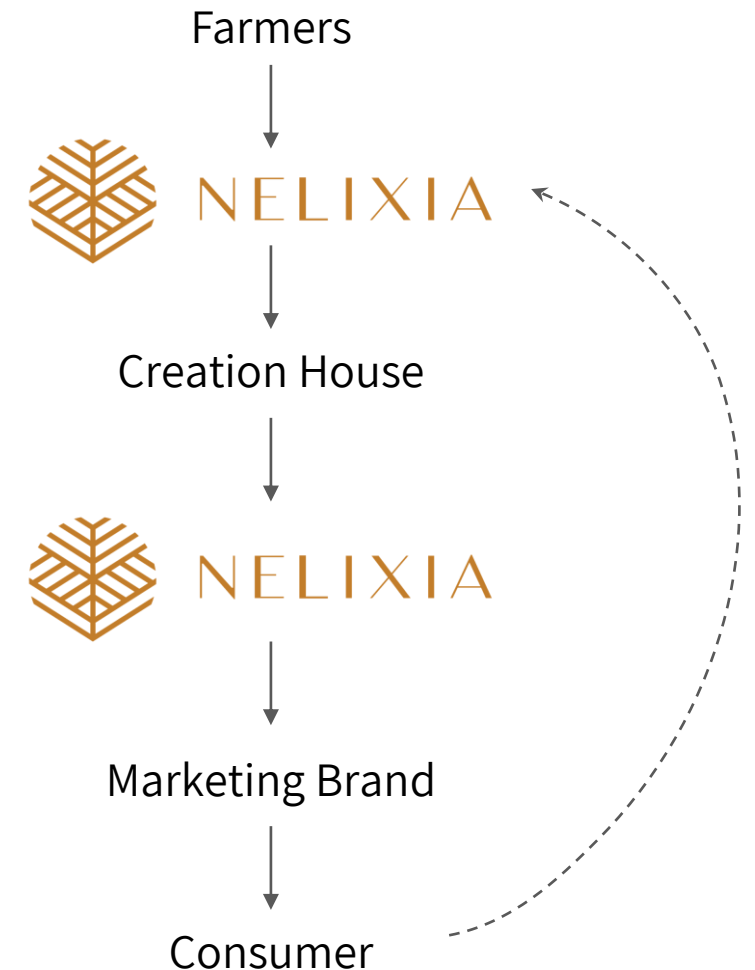 Farmers
NELIXIA
Creation House
NELIXIA
Marketing Brand
Consumer